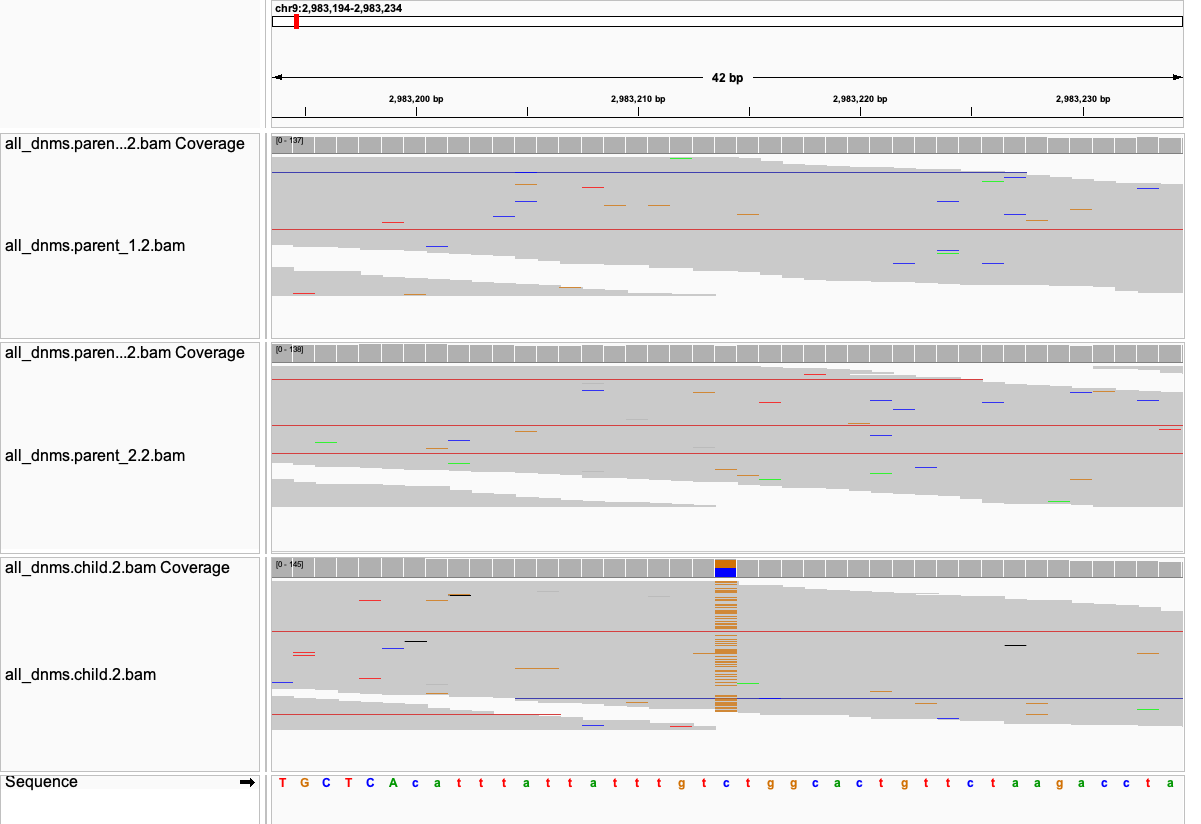 chr9:2,983,194-2,983,234
42 bp
2,983,200 bp 2,983,210 bp 2,983,220 bp 2,983,230 bp
all_dnms.paren...2.bam Coverage
[0 - 137]
all_dnms.parent_1.2.bam
all_dnms.paren...2.bam Coverage
[0 - 138]
all_dnms.parent_2.2.bam
all_dnms.child.2.bam Coverage
[0 - 145]
all_dnms.child.2.bam
Sequence T G C T C A c a t t t a t t a t t t g t c t g g c a c t g t t c t a a g a c c t a